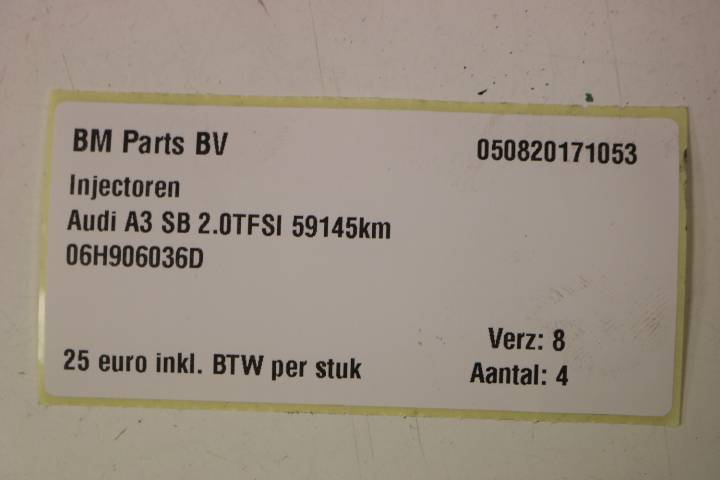 BM Parts BV 050820171053
Injectoren
Audi A3 SB 2.0TFSI 59145km
06H906036D
Verz: 8
25 euro inkl. BTW per stuk Aantal: 4